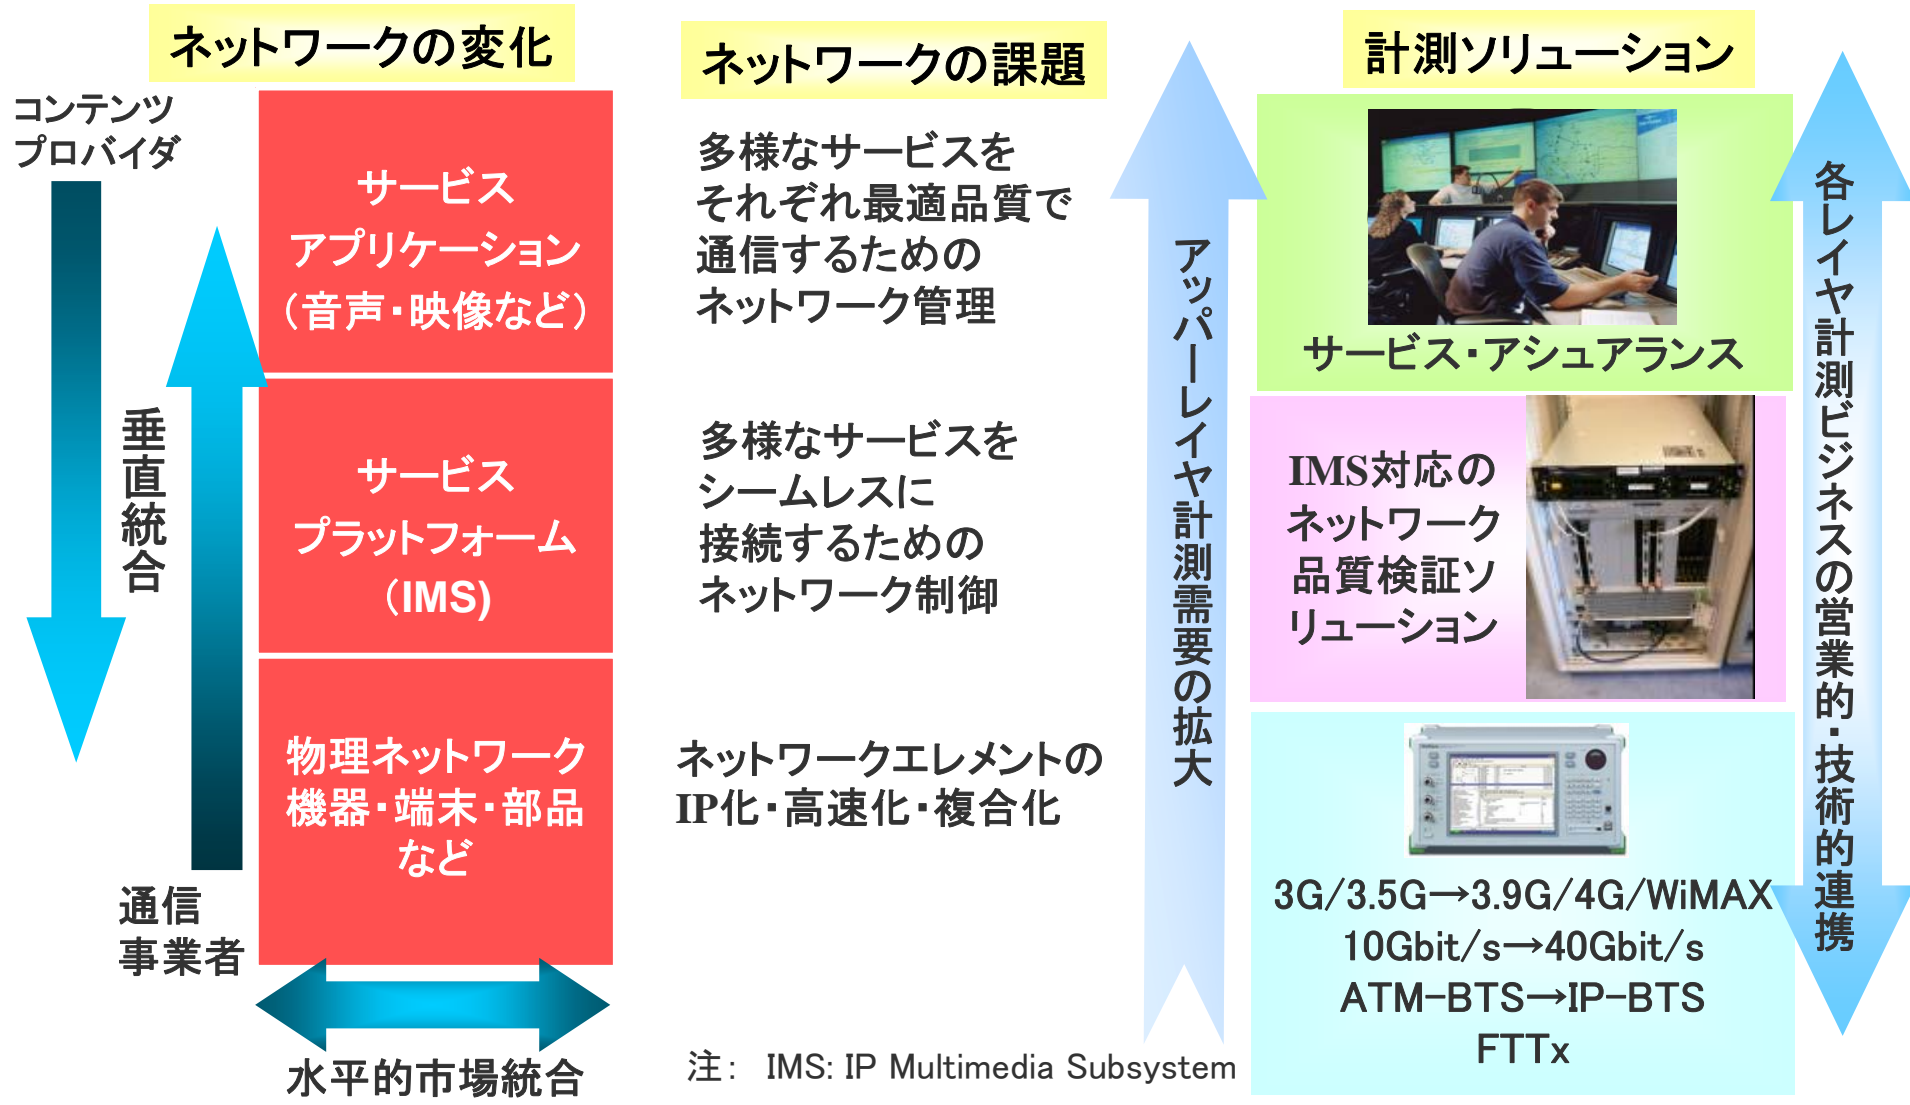 ネットワークの変化
コンテンツ
プロバイダ
垂直統合
通信
事業者
サービス
アプリケーション
（音声・映像など）
サービス
プラットフォーム
（IMS)
物理ネットワーク
機器・端末・部品
など
水平的市場統合
ネットワークの課題
多様なサービスを
それぞれ最適品質で
通信するための
ネットワーク管理
多様なサービスを
シームレスに
接続するための
ネットワーク制御
ネットワークエレメントの
IP化・高速化・複合化
注： IMS: IP Multimedia Subsystem
アッパーレイヤ計測需要の拡大
計測ソリューション
サービス・アシュアランス
IMS対応の
ネットワーク
品質検証ソ
リューション
3G/3.5G→3.9G/4G/WiMAX
10Gbit/s→40Gbit/s
ATM-BTS→IP-BTS
FTTx
各レイヤ計測ビジネスの営業的・技術的連携